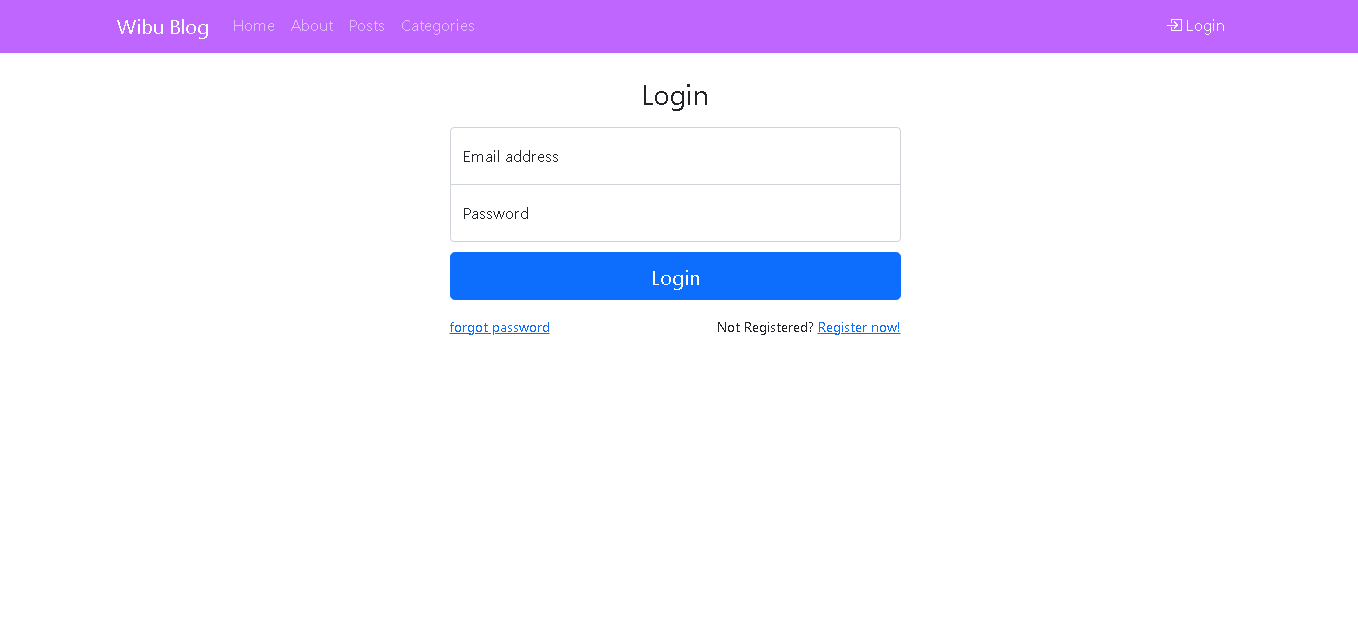 Wibu Blog Home About Posts Categories Login
Login
Email address
Password
Login
forgot password Not Registered? Register now!